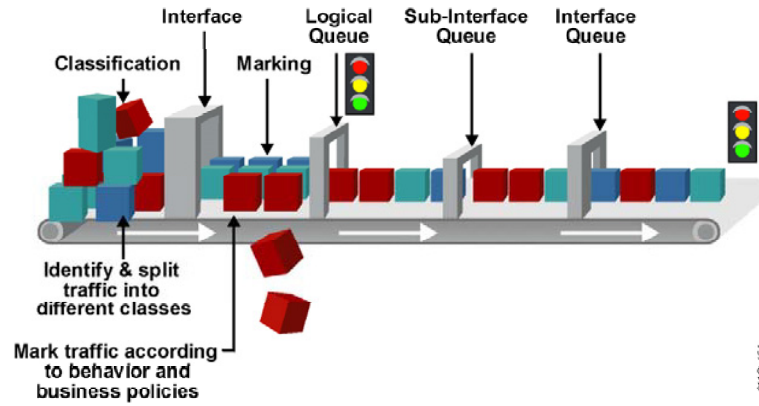 Interface
Logical
Queue
Sub-Interface
Queue
Interface
Queue
Classification
Marking
Identify & split
traffic into
different classes
Mark traffic according
to behavior and
business policies